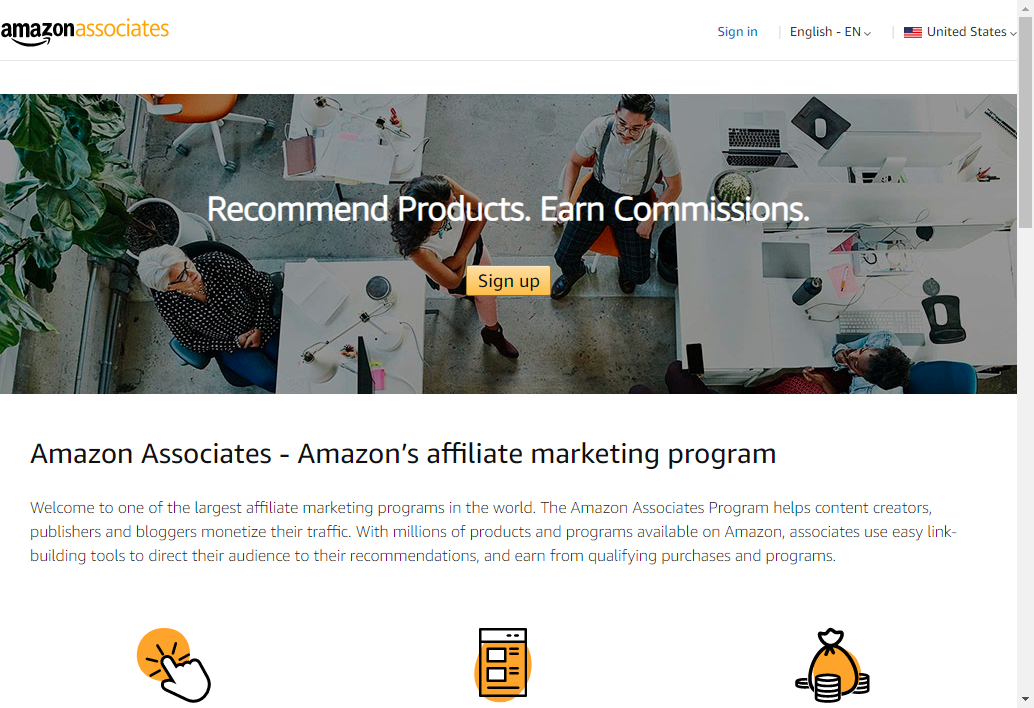 amazonassociates
Sign in
English - EN
United States
Recommend Products. Earn Commissions.
Sign up
Amazon Associates - Amazon’s affiliate marketing program
Welcome to one of the largest affiliate marketing programs in the world. The Amazon Associates Program helps content creators,
publishers and bloggers monetize their traffic. With millions of products and programs available on Amazon, associates use easy link-
building tools to direct their audience to their recommendations, and earn from qualifying purchases and programs.